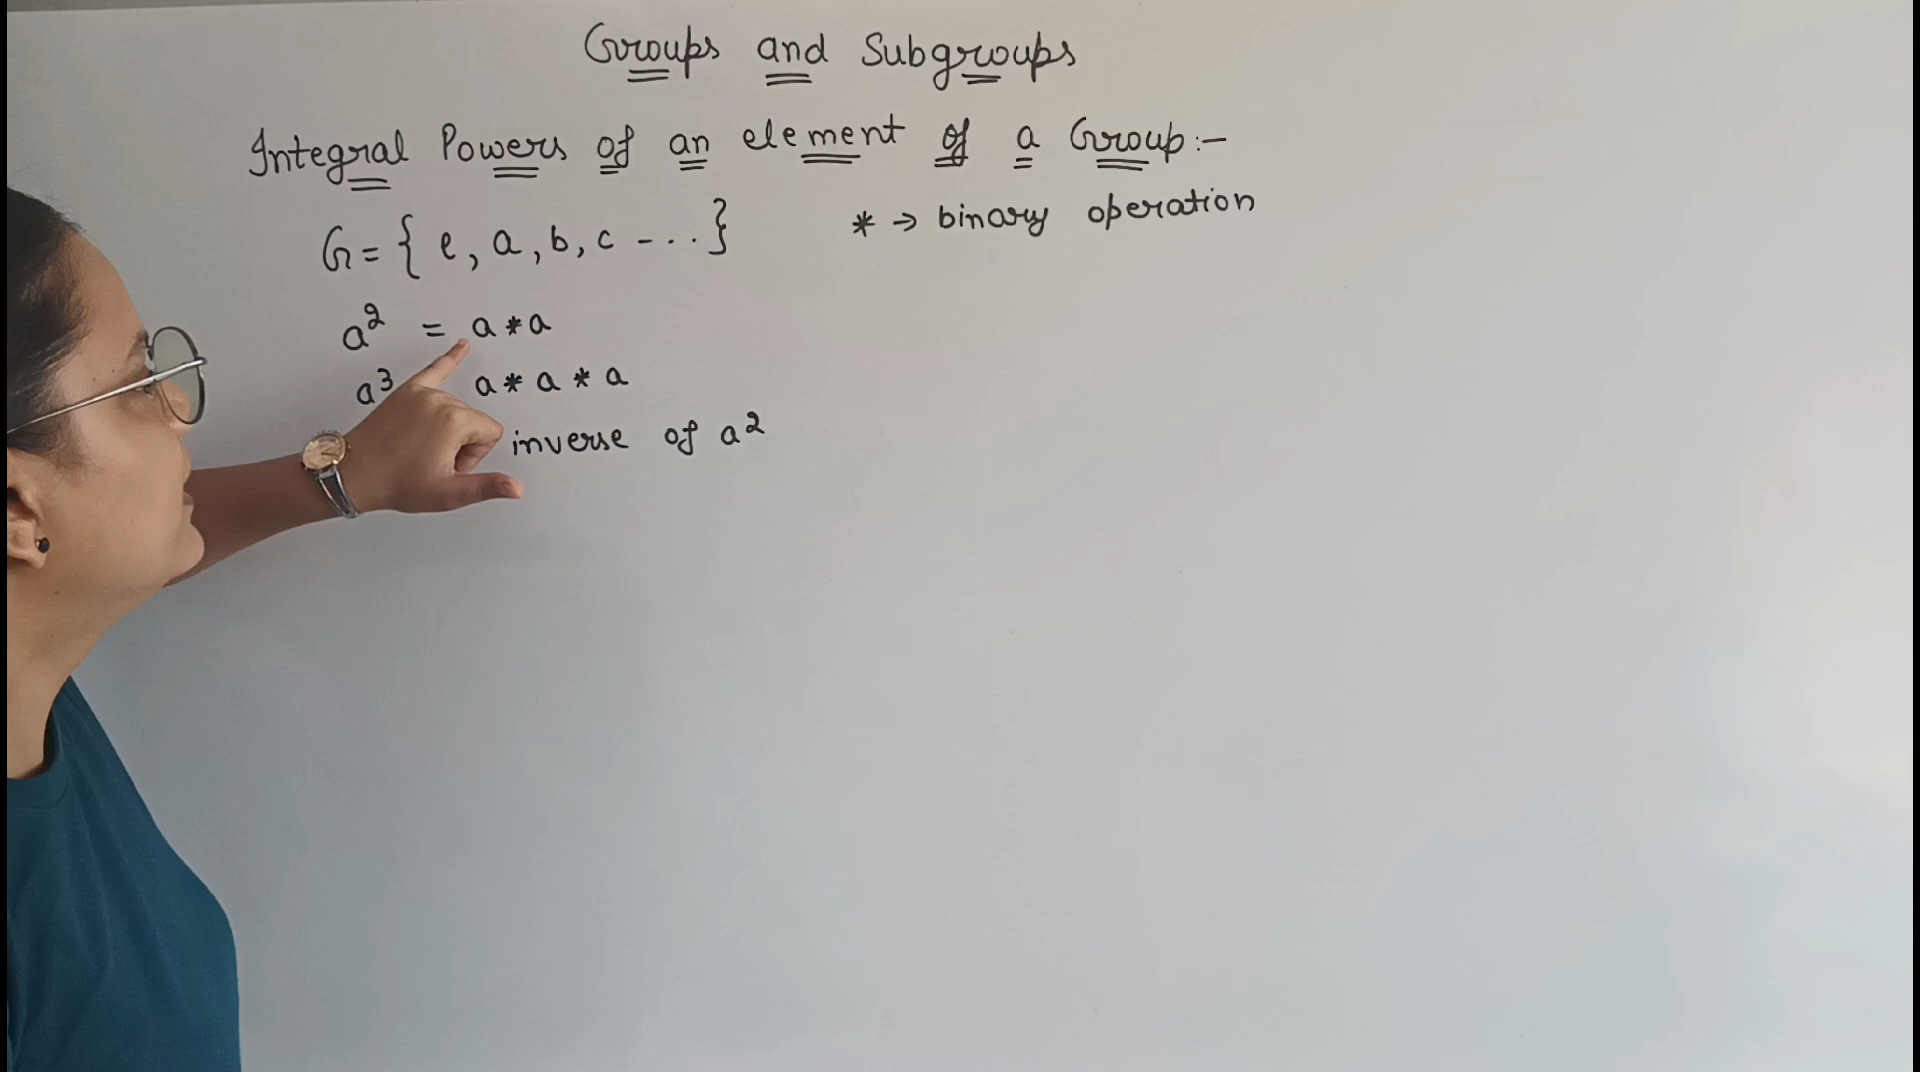 Groups and Subgroups
Integral Powers of an element of a Group:-
G = { e, a, b, c - ... } * → binary operation
a² = a * a
a³ a * a * a
inverse of a²